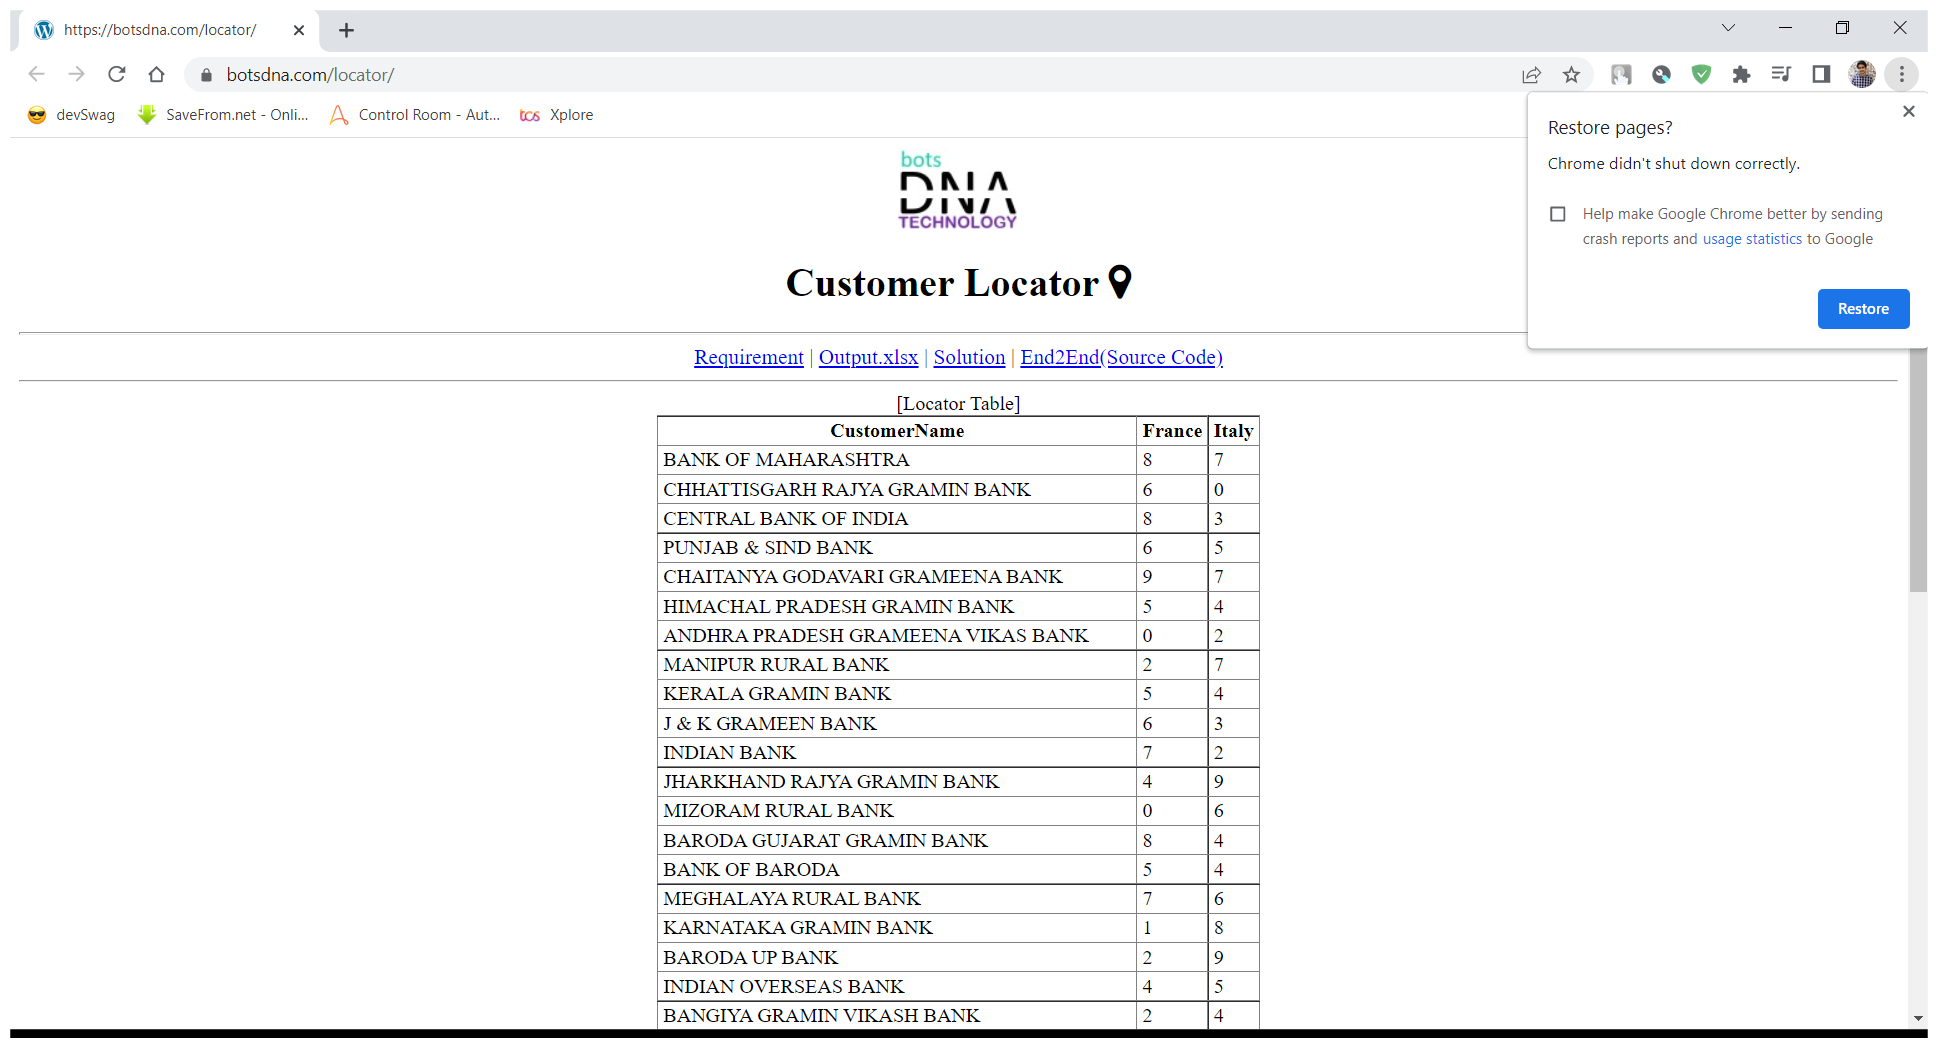 https://botsdna.com/locator/
botsdna.com/locator/
devSwag
SaveFrom.net - Onli...
Control Room - Aut...
tcs Xplore
Restore pages?
Chrome didn't shut down correctly.
Help make Google Chrome better by sending
crash reports and usage statistics to Google
Restore
bots
DNA
TECHNOLOGY
Customer Locator
Requirement | Output.xlsx | Solution | End2End(Source Code)
[Locator Table]
CustomerName France Italy
BANK OF MAHARASHTRA 8 7
CHHATTISGARH RAJYA GRAMIN BANK 6 0
CENTRAL BANK OF INDIA 8 3
PUNJAB & SIND BANK 6 5
CHAITANYA GODAVARI GRAMEENA BANK 9 7
HIMACHAL PRADESH GRAMIN BANK 5 4
ANDHRA PRADESH GRAMEENA VIKAS BANK 0 2
MANIPUR RURAL BANK 2 7
KERALA GRAMIN BANK 5 4
J & K GRAMEEN BANK 6 3
INDIAN BANK 7 2
JHARKHAND RAJYA GRAMIN BANK 4 9
MIZORAM RURAL BANK 0 6
BARODA GUJARAT GRAMIN BANK 8 4
BANK OF BARODA 5 4
MEGHALAYA RURAL BANK 7 6
KARNATAKA GRAMIN BANK 1 8
BARODA UP BANK 2 9
INDIAN OVERSEAS BANK 4 5
BANGIYA GRAMIN VIKASH BANK 2 4